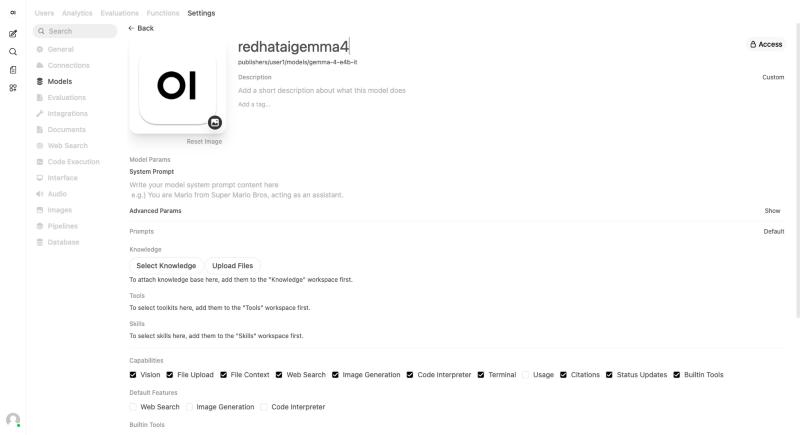 OI
Users Analytics Evaluations Functions Settings
Search
General
Connections
Models
Evaluations
Integrations
Documents
Web Search
Code Execution
Interface
Audio
Images
Pipelines
Database
← Back
OI
Reset Image
redhataigemma4
Access
publishers/user1/models/gemma-4-e4b-it
Description
Custom
Add a short description about what this model does
Add a tag...
Model Params
System Prompt
Write your model system prompt content here
e.g.) You are Mario from Super Mario Bros, acting as an assistant.
Advanced Params
Show
Prompts
Default
Knowledge
Select Knowledge Upload Files
To attach knowledge base here, add them to the "Knowledge" workspace first.
Tools
To select toolkits here, add them to the "Tools" workspace first.
Skills
To select skills here, add them to the "Skills" workspace first.
Capabilities
Vision File Upload File Context Web Search Image Generation Code Interpreter Terminal Usage Citations Status Updates Builtin Tools
Default Features
Web Search Image Generation Code Interpreter
Builtin Tools